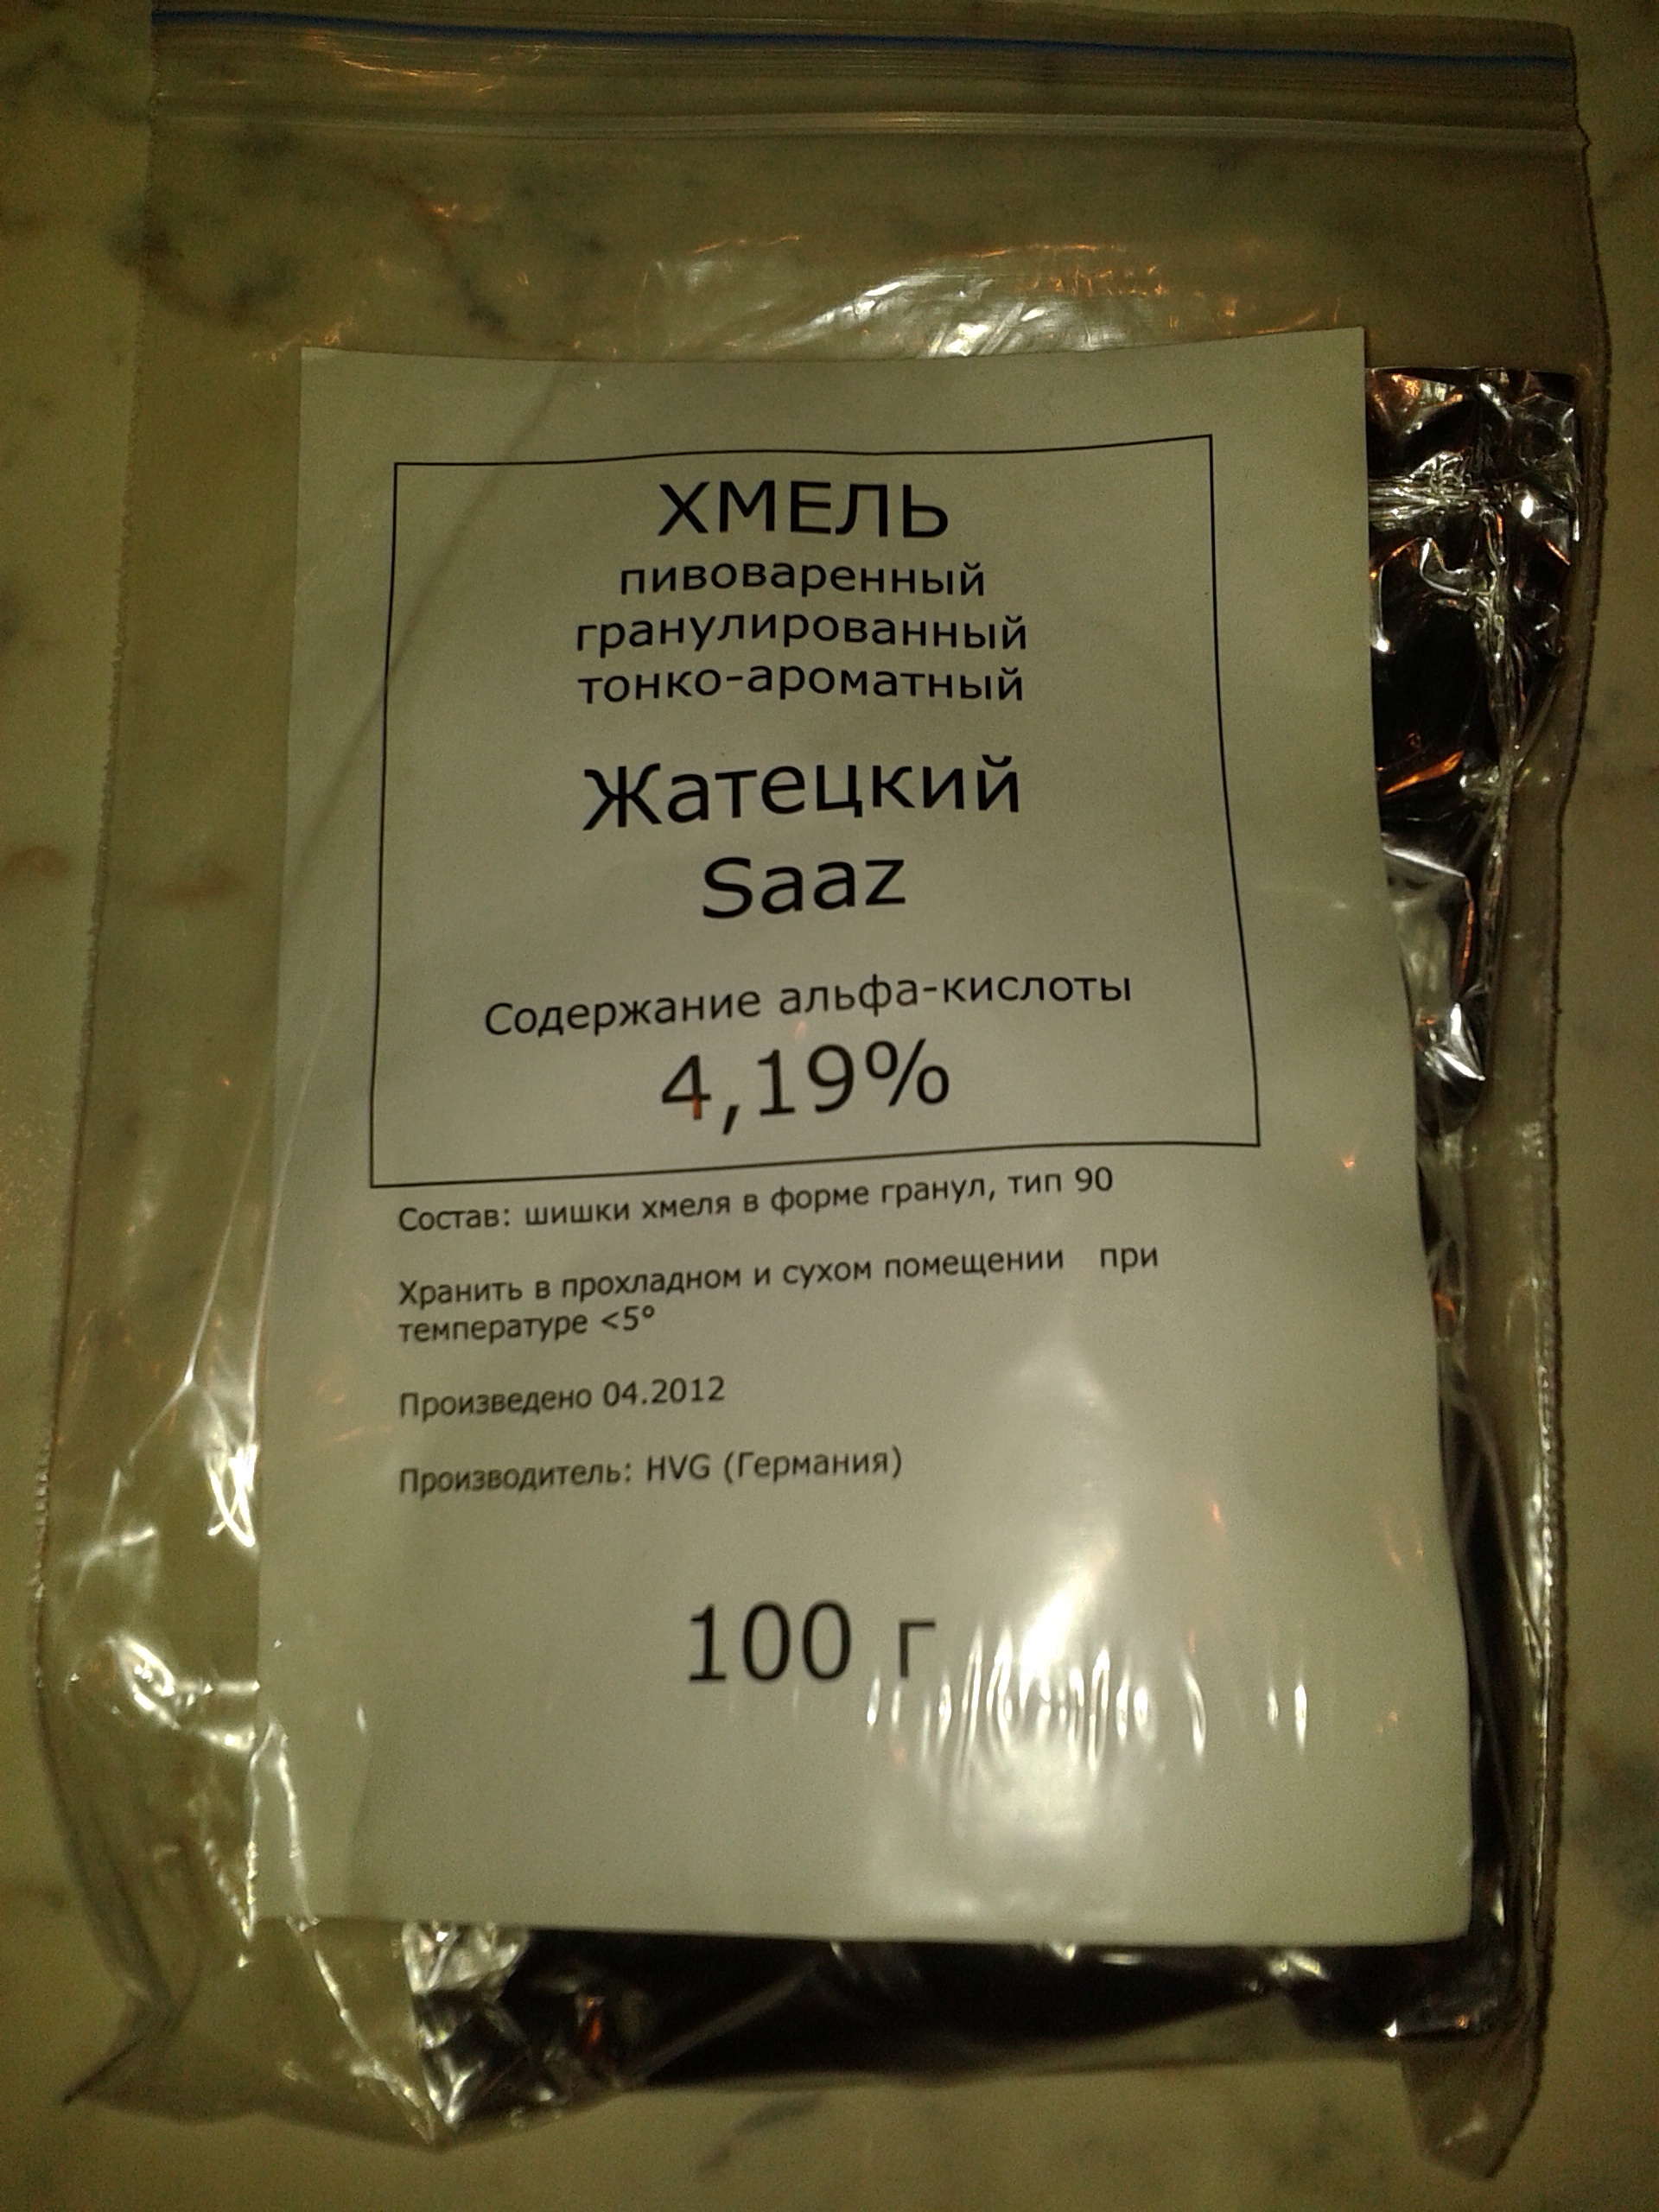 ХМЕЛЬ
пивоваренный
гранулированный
тонко-ароматный
Жатецкий
Saaz
Содержание альфа-кислоты
4,19%
Состав: шишки хмеля в форме гранул, тип 90
Хранить в прохладном и сухом помещении при
температуре <5°
Произведено 04.2012
Производитель: HVG (Германия)
100 г